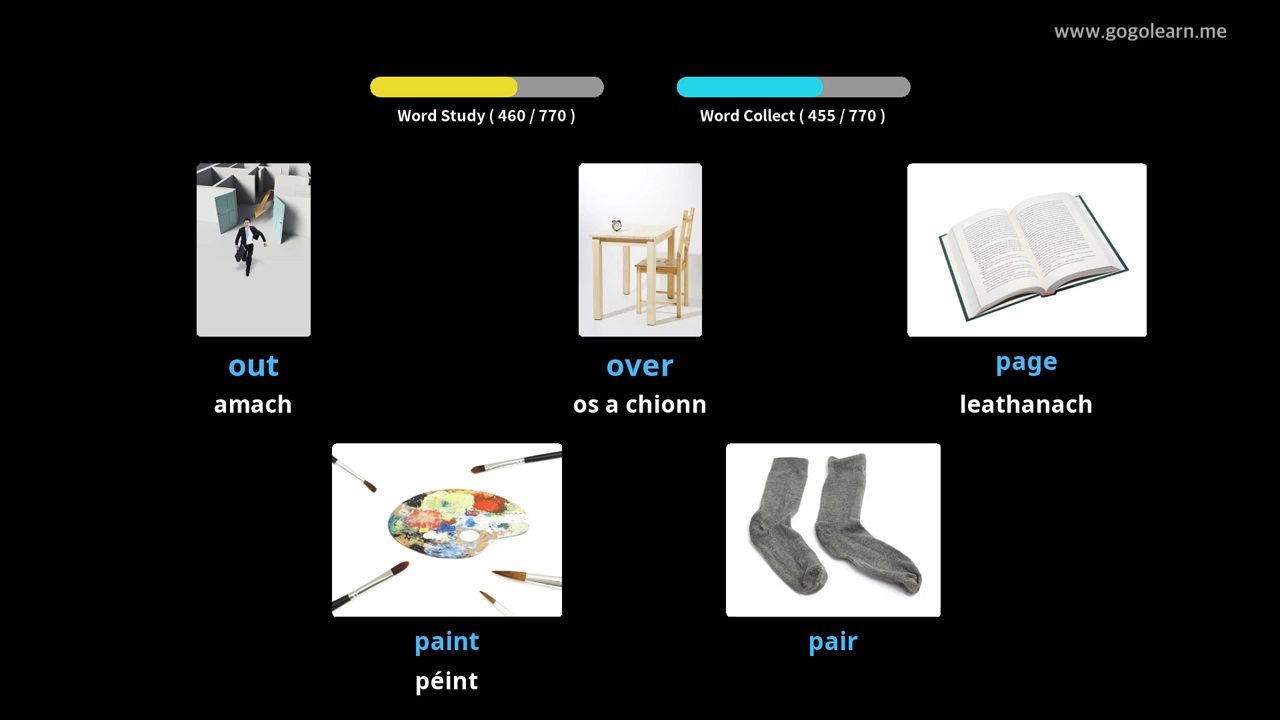 www.gogolearn.me
Word Study ( 460 / 770 )
Word Collect ( 455 / 770 )
out
amach
over
os a chionn
page
leathanach
paint
péint
pair